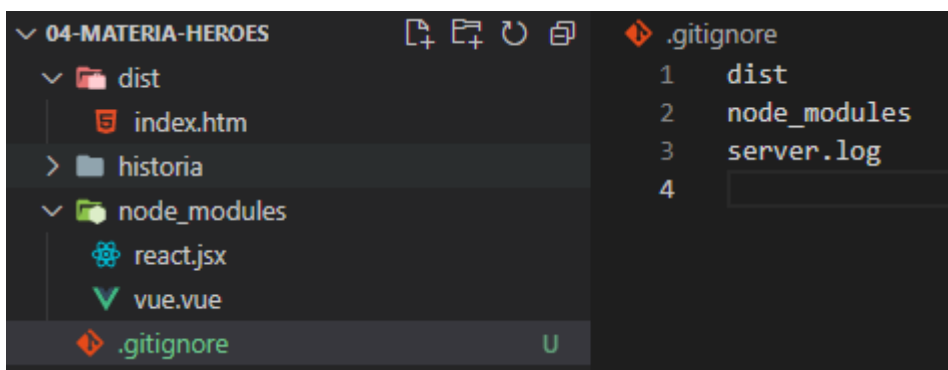 04-MATERIA-HEROES
dist
index.htm
historia
node_modules
react.jsx
vue.vue
.gitignore U
.gitignore
1 dist
2 node_modules
3 server.log
4